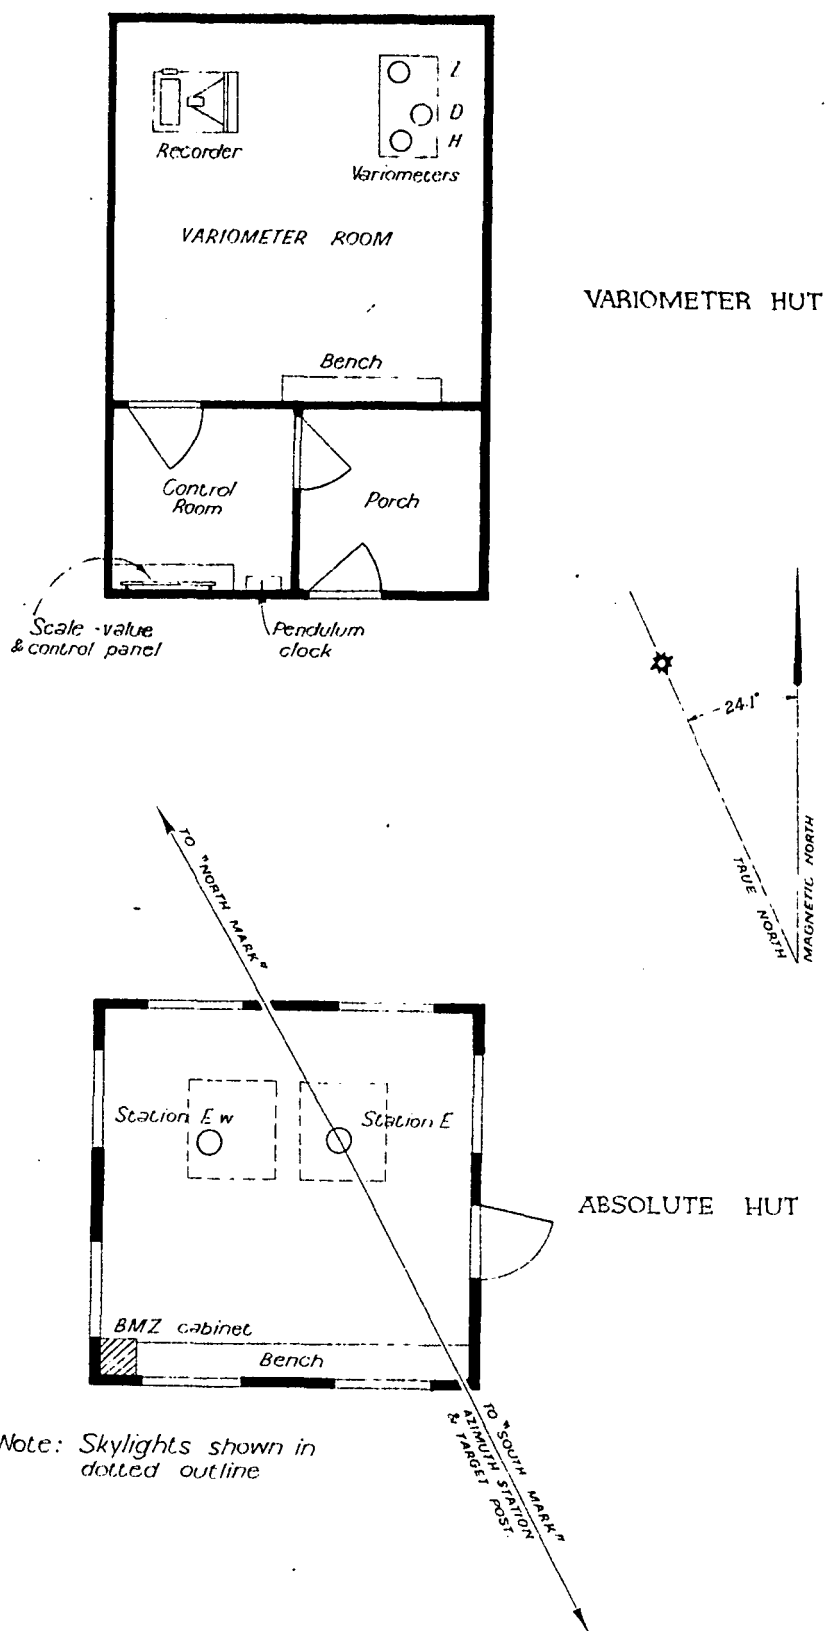 Z
D
H
Recorder
Variometers
VARIOMETER ROOM
VARIOMETER HUT
Bench
Control
Room
Porch
Scale-value
& control panel
Pendulum
clock
24.1°
TRUE NORTH
MAGNETIC NORTH
TO "NORTH MARK"
Station Ew
Station E
ABSOLUTE HUT
BMZ cabinet
Bench
TO "SOUTH MARK"
AZIMUTH STATION
& TARGET POST.
Note: Skylights shown in
dotted outline